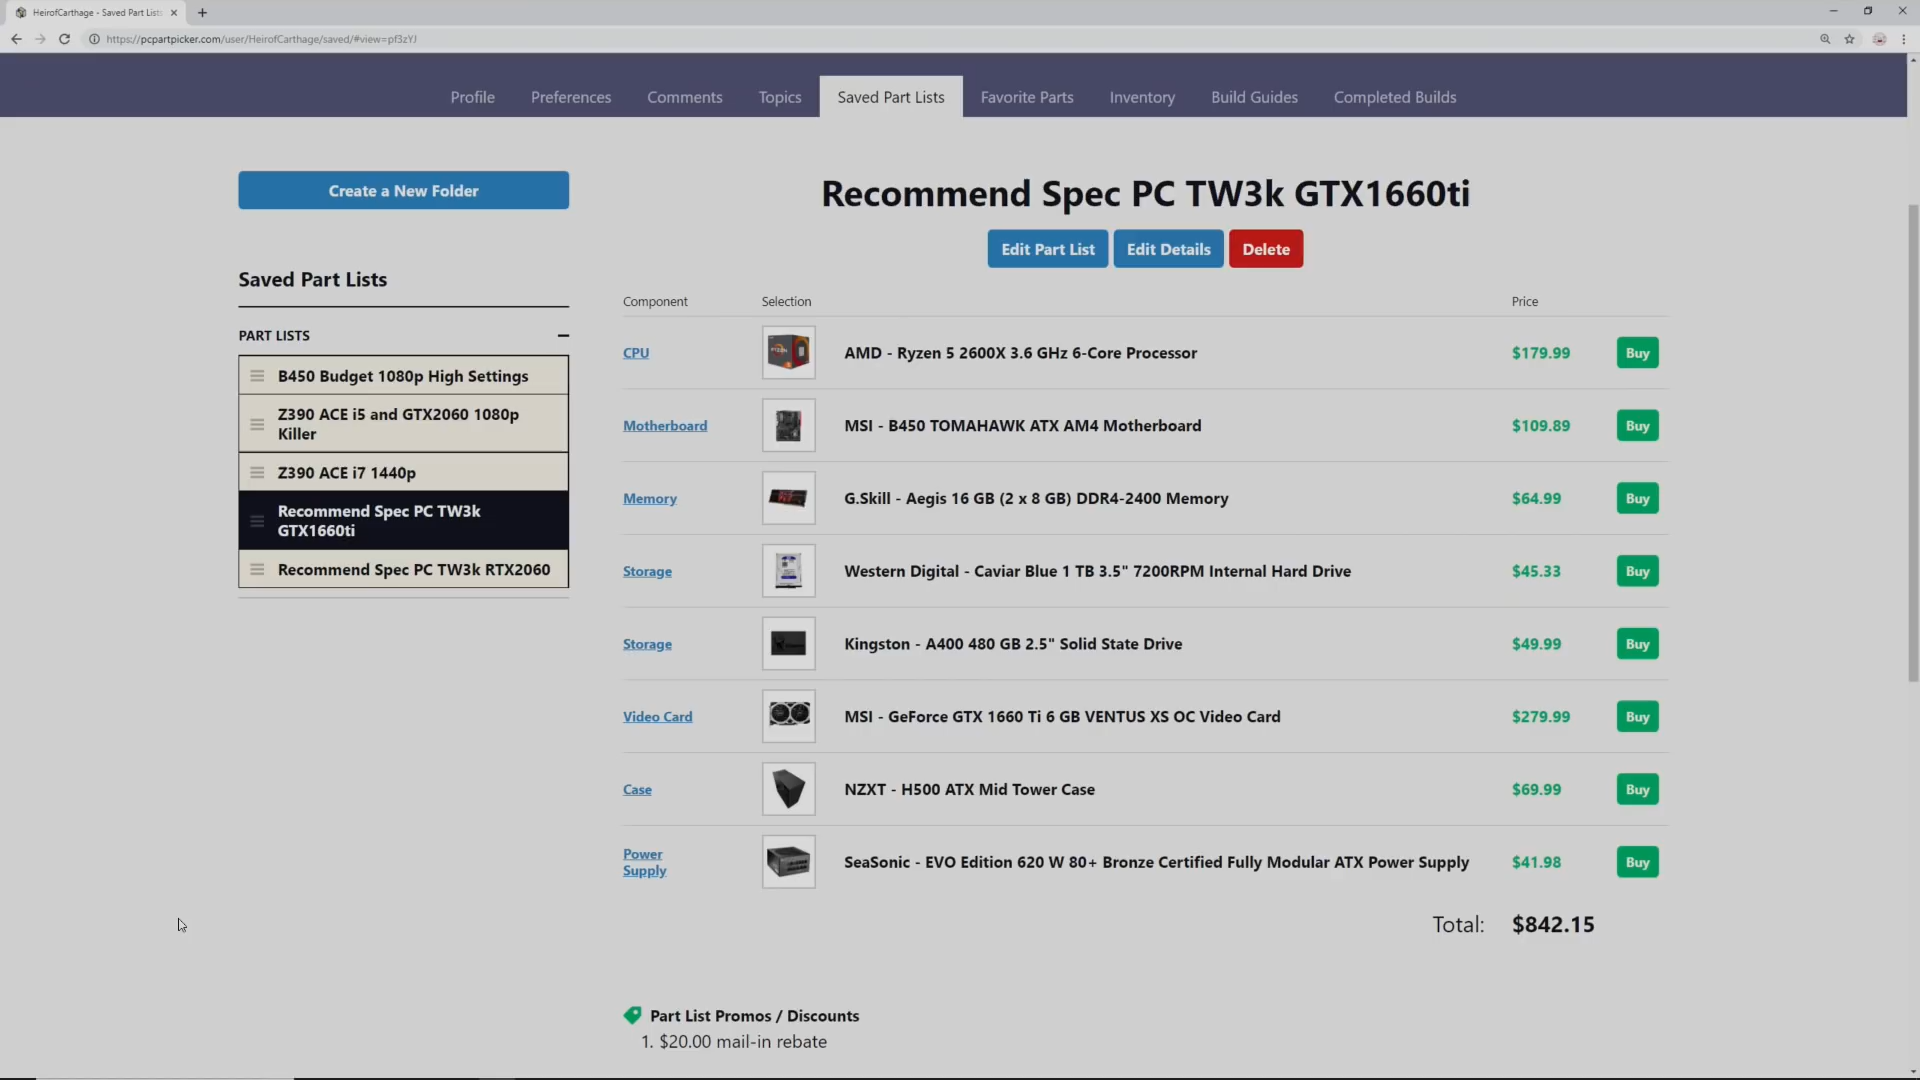 HeirofCarthage - Saved Part Lists
https://pcpartpicker.com/user/HeirofCarthage/saved/#view=pf3zYJ
Profile
Preferences
Comments
Topics
Saved Part Lists
Favorite Parts
Inventory
Build Guides
Completed Builds
Create a New Folder
Saved Part Lists
PART LISTS
B450 Budget 1080p High Settings
Z390 ACE i5 and GTX2060 1080p
Killer
Z390 ACE i7 1440p
Recommend Spec PC TW3k
GTX1660ti
Recommend Spec PC TW3k RTX2060
Recommend Spec PC TW3k GTX1660ti
Edit Part List
Edit Details
Delete
Component Selection Price
CPU AMD - Ryzen 5 2600X 3.6 GHz 6-Core Processor $179.99 Buy
Motherboard MSI - B450 TOMAHAWK ATX AM4 Motherboard $109.89 Buy
Memory G.Skill - Aegis 16 GB (2 x 8 GB) DDR4-2400 Memory $64.99 Buy
Storage Western Digital - Caviar Blue 1 TB 3.5" 7200RPM Internal Hard Drive $45.33 Buy
Storage Kingston - A400 480 GB 2.5" Solid State Drive $49.99 Buy
Video Card MSI - GeForce GTX 1660 Ti 6 GB VENTUS XS OC Video Card $279.99 Buy
Case NZXT - H500 ATX Mid Tower Case $69.99 Buy
Power
Supply SeaSonic - EVO Edition 620 W 80+ Bronze Certified Fully Modular ATX Power Supply $41.98 Buy
Total: $842.15
Part List Promos / Discounts
1. $20.00 mail-in rebate